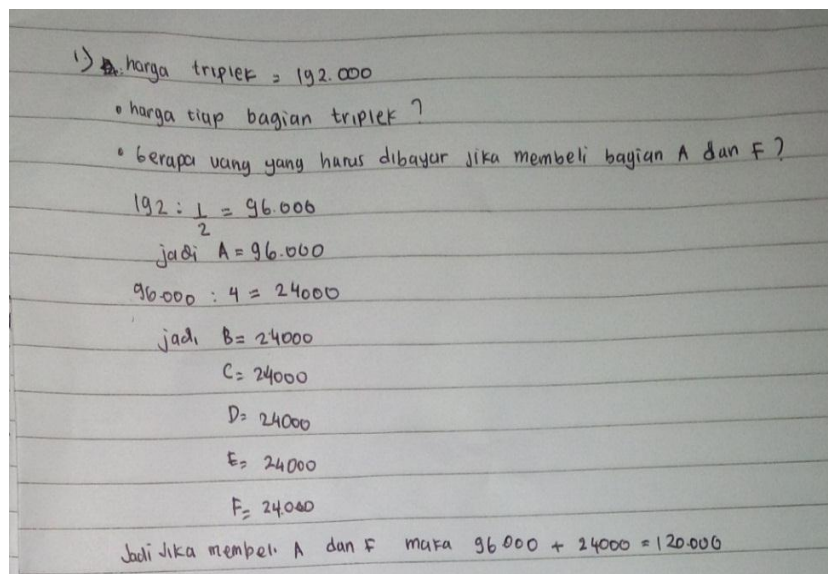 1.) harga triplek = 192.000
• harga tiap bagian triplek ?
• berapa uang yang harus dibayar jika membeli bagian A dan F ?
192 : 1/2 = 96.000
jadi A = 96.000
96.000 : 4 = 24000
jadi B = 24000
C = 24000
D = 24000
E = 24000
F = 24.000
Jadi Jika membeli A dan F maka 96000 + 24000 = 120.000